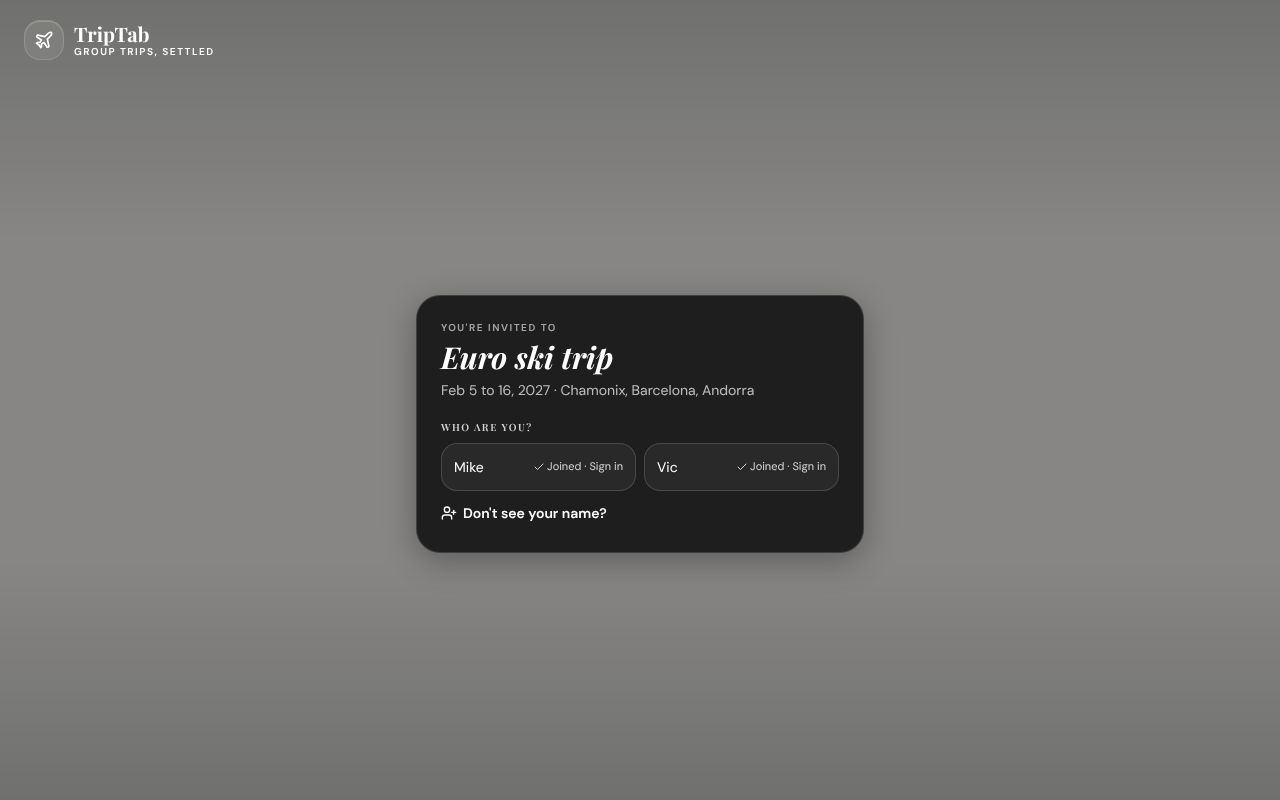 TripTab
GROUP TRIPS, SETTLED
YOU'RE INVITED TO
Euro ski trip
Feb 5 to 16, 2027 · Chamonix, Barcelona, Andorra
WHO ARE YOU?
Mike ✓ Joined · Sign in
Vic ✓ Joined · Sign in
Don't see your name?